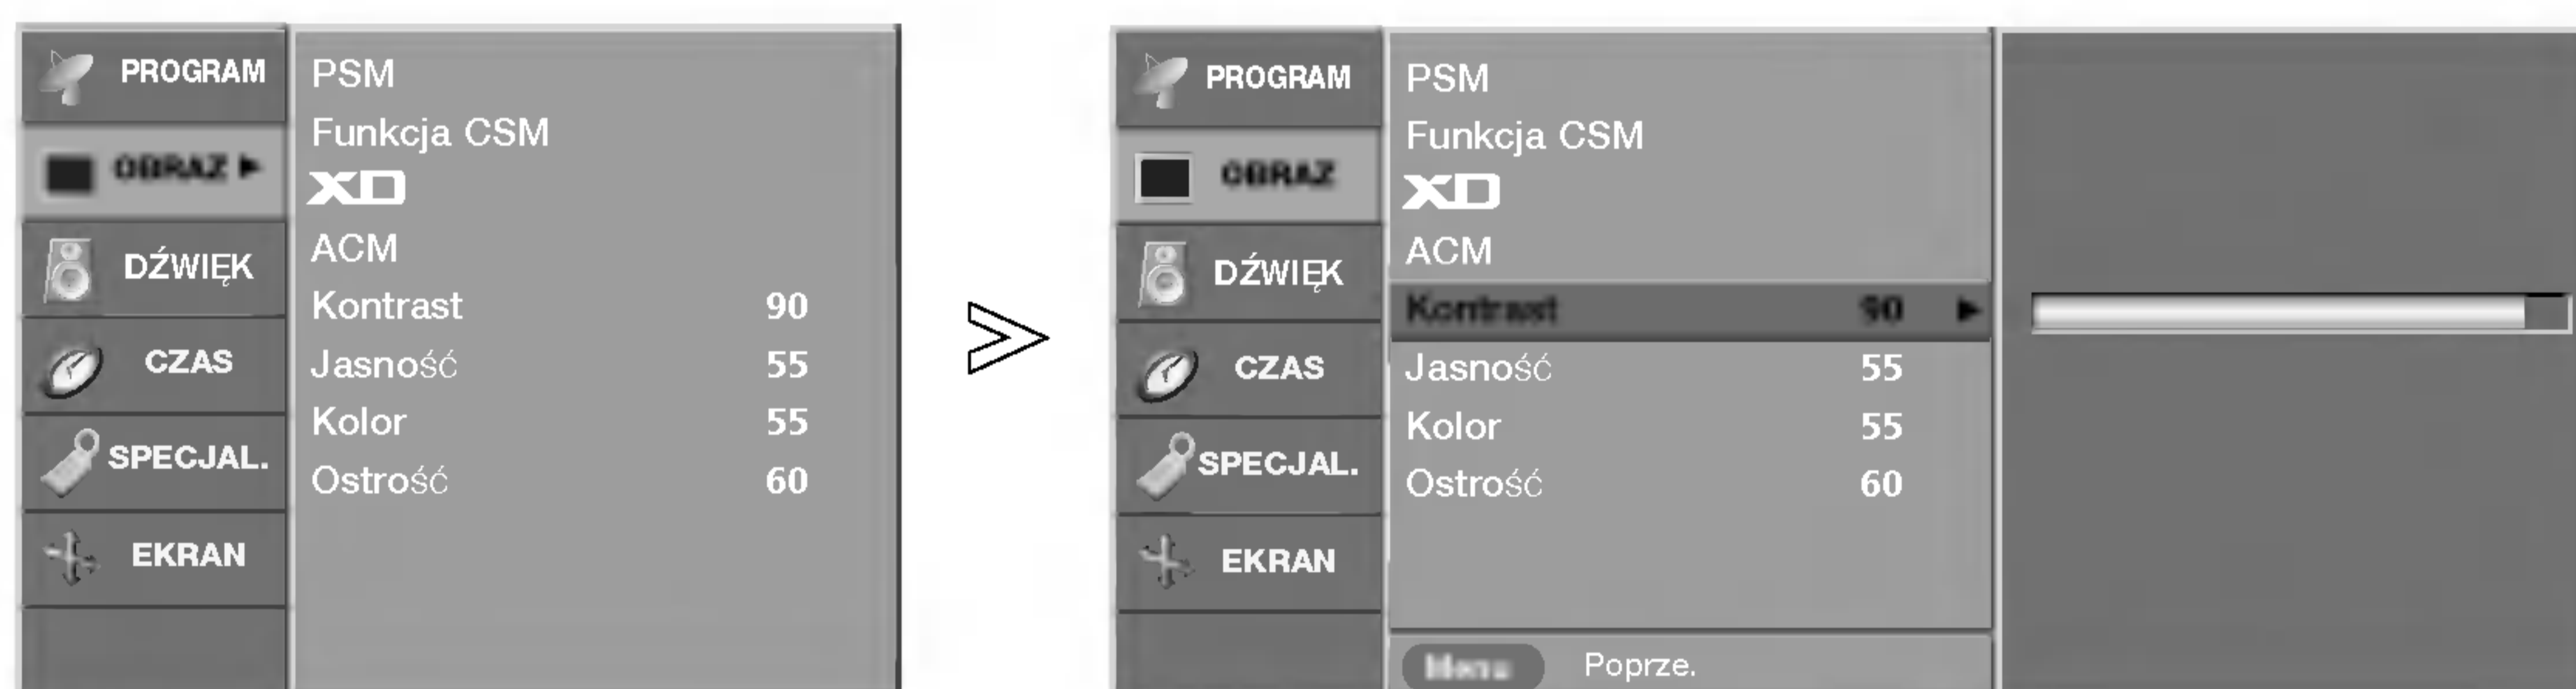 PROGRAM
OBRAZ ►
DŹWIĘK
CZAS
SPECJAL.
EKRAN
PSM
Funkcja CSM
XD
ACM
Kontrast 90
Jasność 55
Kolor 55
Ostrość 60
PROGRAM
OBRAZ
DŹWIĘK
CZAS
SPECJAL.
EKRAN
PSM
Funkcja CSM
XD
ACM
Kontrast 90 ►
Jasność 55
Kolor 55
Ostrość 60
Menu Poprze.